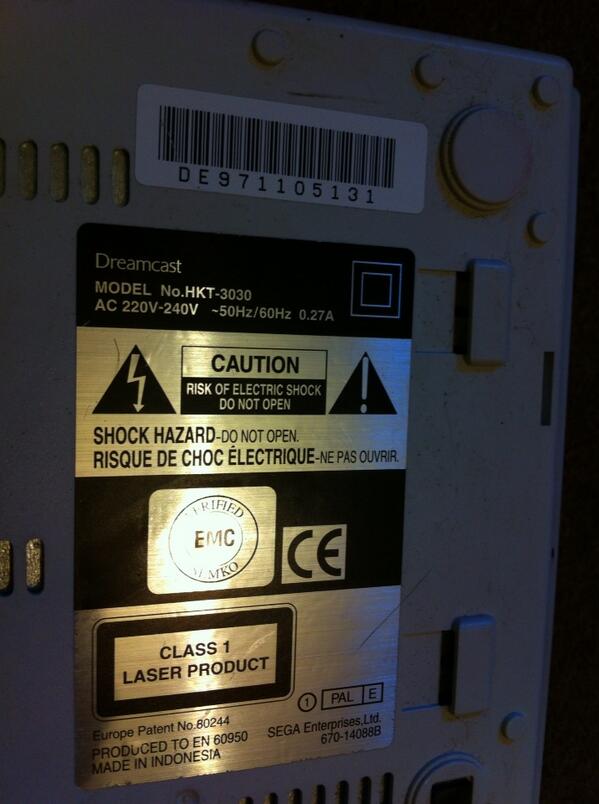 DE971105131
Dreamcast
MODEL No.HKT-3030
AC 220V-240V ~50Hz/60Hz 0.27A
CAUTION
RISK OF ELECTRIC SHOCK
DO NOT OPEN
SHOCK HAZARD-DO NOT OPEN.
RISQUE DE CHOC ÉLECTRIQUE-NE PAS OUVRIR.
VERIFIED
EMC
SEMKO
CE
CLASS 1
LASER PRODUCT
1 PAL E
Europe Patent No.80244
SEGA Enterprises,Ltd.
PRODUCED TO EN 60950
670-14088B
MADE IN INDONESIA